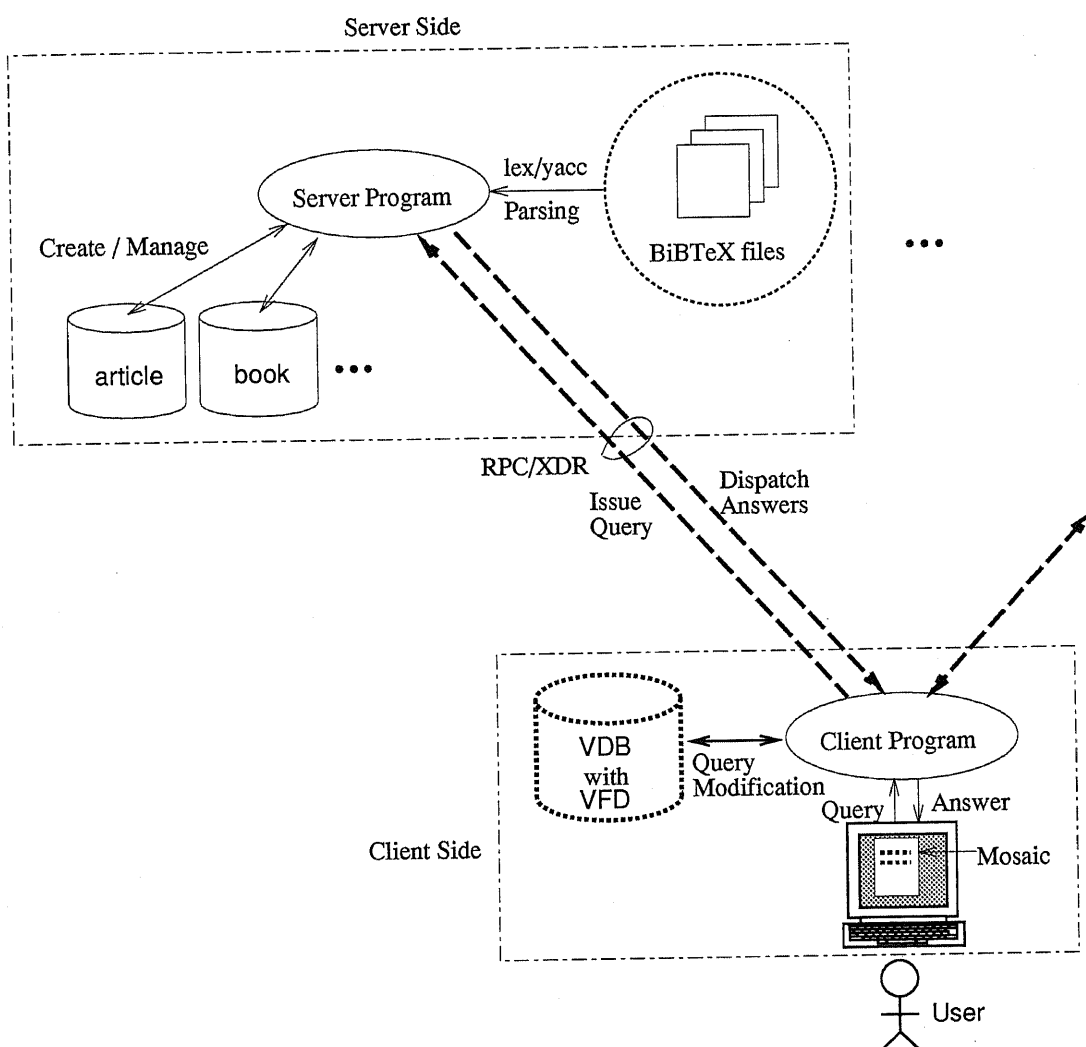 Server Side
lex/yacc
Server Program
Parsing
Create / Manage
BiBTeX files
•••
article
book
•••
RPC/XDR
Dispatch
Answers
Issue
Query
VDB
with
VFD
Client Program
Query
Modification
Query
Answer
Client Side
Mosaic
User